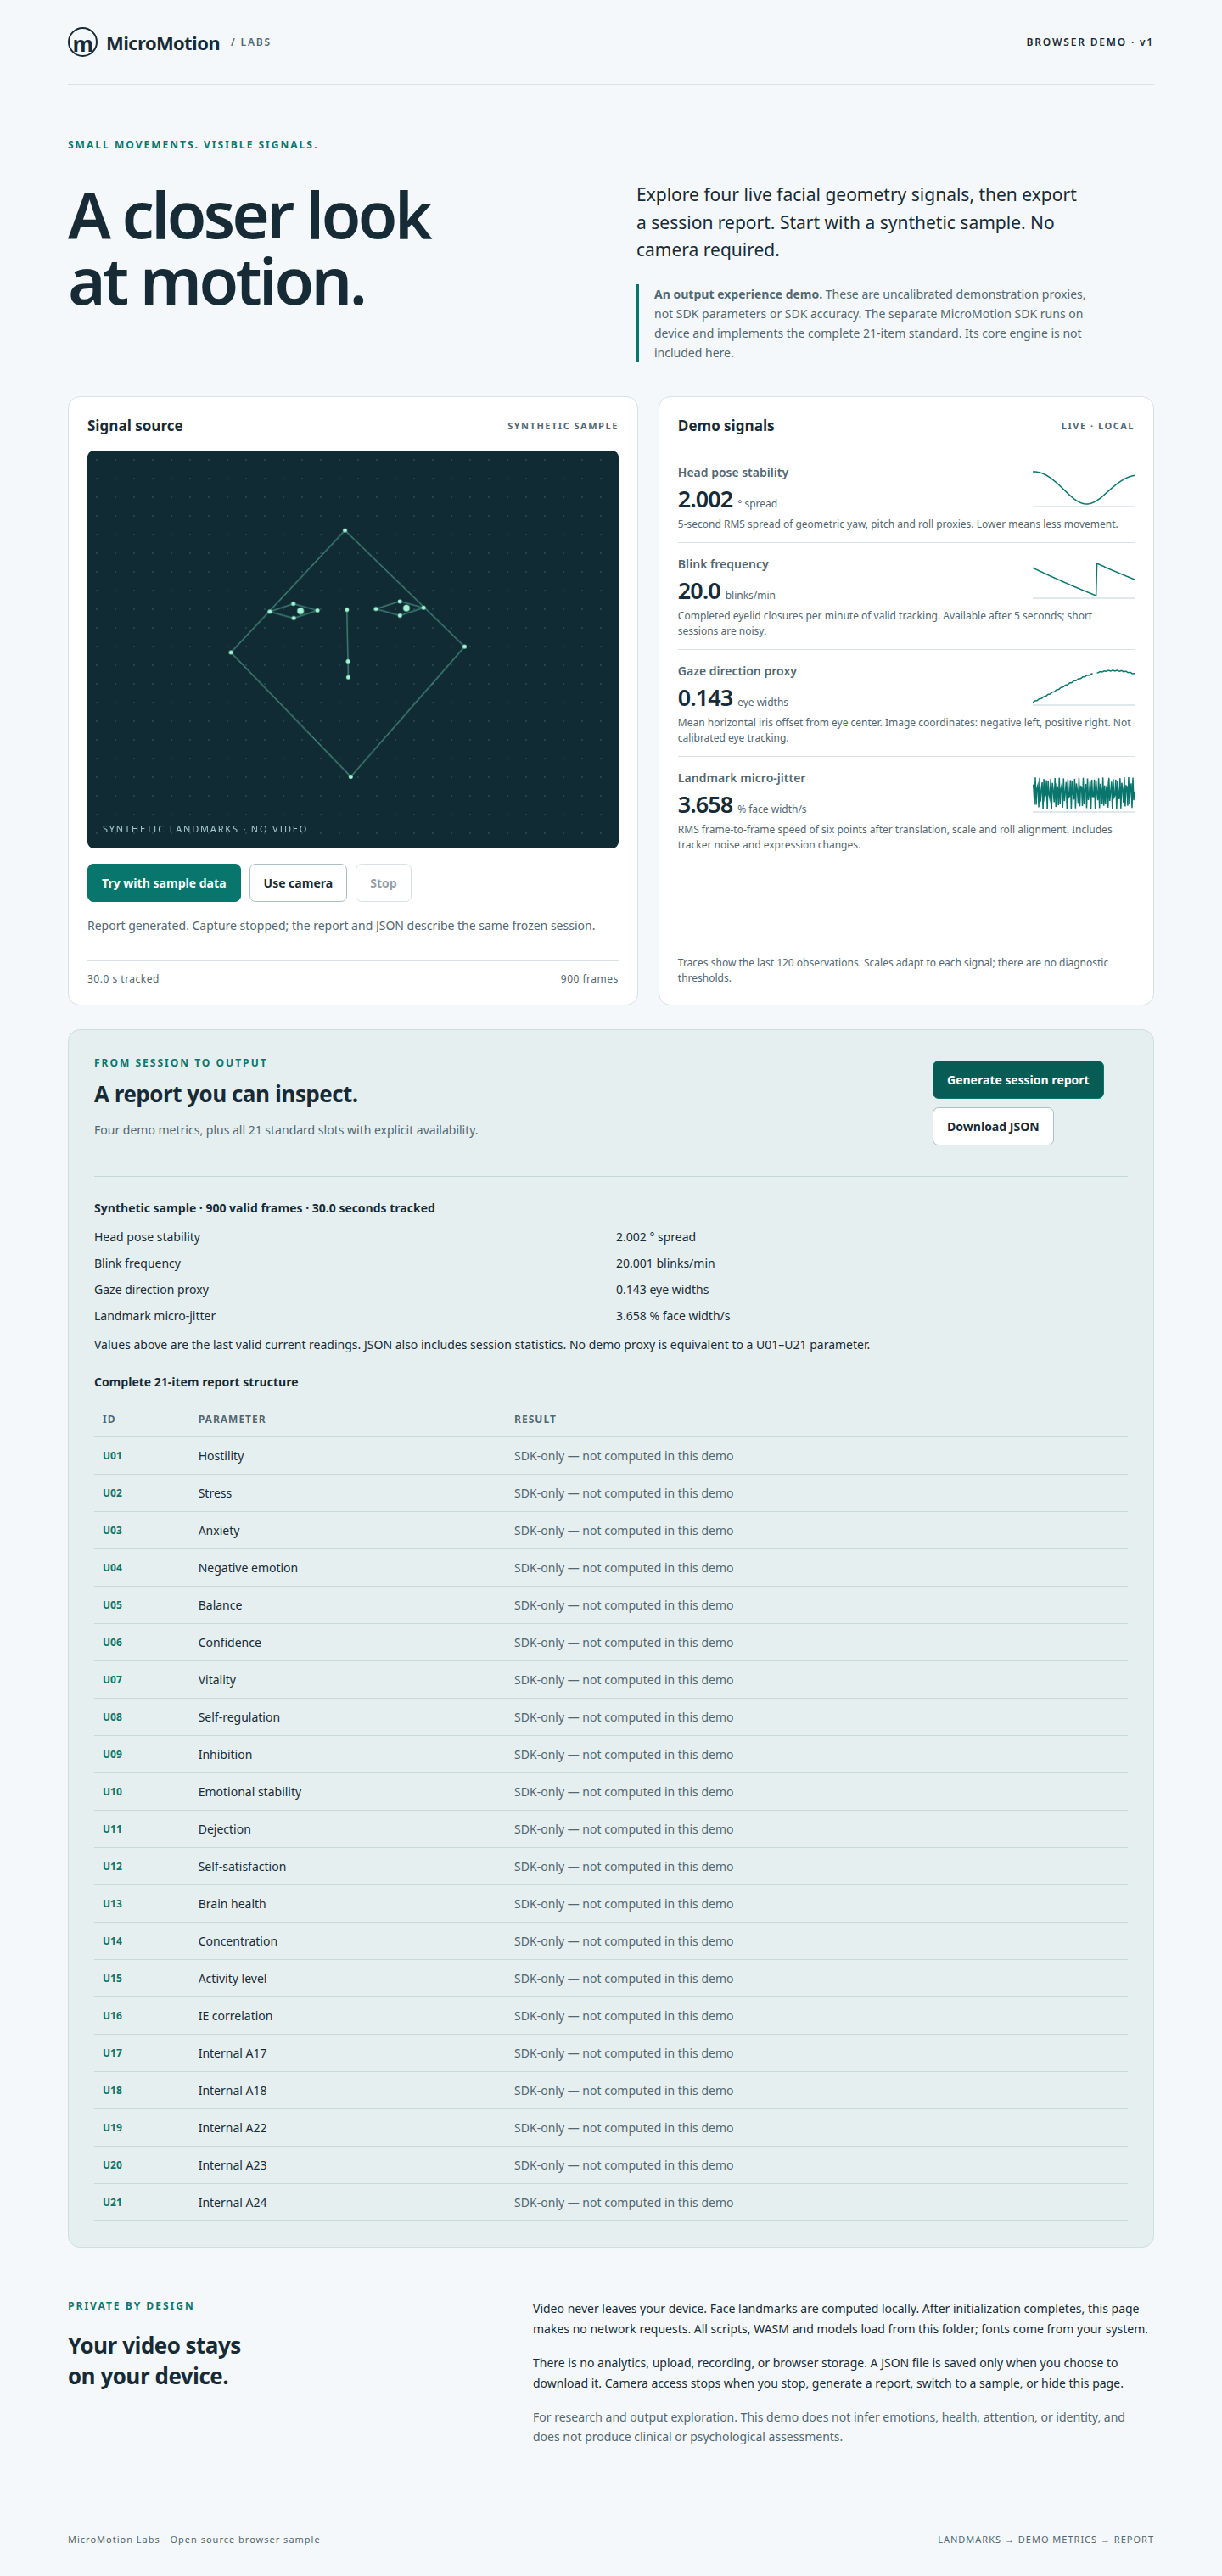 m MicroMotion / LABS
BROWSER DEMO · v1
SMALL MOVEMENTS. VISIBLE SIGNALS.
A closer look
at motion.
Explore four live facial geometry signals, then export
a session report. Start with a synthetic sample. No
camera required.
An output experience demo. These are uncalibrated demonstration proxies,
not SDK parameters or SDK accuracy. The separate MicroMotion SDK runs on
device and implements the complete 21-item standard. Its core engine is not
included here.
Signal source
SYNTHETIC SAMPLE
SYNTHETIC LANDMARKS · NO VIDEO
Try with sample data
Use camera
Stop
Report generated. Capture stopped; the report and JSON describe the same frozen session.
30.0 s tracked
900 frames
Demo signals
LIVE · LOCAL
Head pose stability
2.002 ° spread
5-second RMS spread of geometric yaw, pitch and roll proxies. Lower means less movement.
Blink frequency
20.0 blinks/min
Completed eyelid closures per minute of valid tracking. Available after 5 seconds; short
sessions are noisy.
Gaze direction proxy
0.143 eye widths
Mean horizontal iris offset from eye center. Image coordinates: negative left, positive right. Not
calibrated eye tracking.
Landmark micro-jitter
3.658 % face width/s
RMS frame-to-frame speed of six points after translation, scale and roll alignment. Includes
tracker noise and expression changes.
Traces show the last 120 observations. Scales adapt to each signal; there are no diagnostic
thresholds.
FROM SESSION TO OUTPUT
A report you can inspect.
Four demo metrics, plus all 21 standard slots with explicit availability.
Generate session report
Download JSON
Synthetic sample · 900 valid frames · 30.0 seconds tracked
Head pose stability 2.002 ° spread
Blink frequency 20.001 blinks/min
Gaze direction proxy 0.143 eye widths
Landmark micro-jitter 3.658 % face width/s
Values above are the last valid current readings. JSON also includes session statistics. No demo proxy is equivalent to a U01–U21 parameter.
Complete 21-item report structure
ID PARAMETER RESULT
U01 Hostility SDK-only — not computed in this demo
U02 Stress SDK-only — not computed in this demo
U03 Anxiety SDK-only — not computed in this demo
U04 Negative emotion SDK-only — not computed in this demo
U05 Balance SDK-only — not computed in this demo
U06 Confidence SDK-only — not computed in this demo
U07 Vitality SDK-only — not computed in this demo
U08 Self-regulation SDK-only — not computed in this demo
U09 Inhibition SDK-only — not computed in this demo
U10 Emotional stability SDK-only — not computed in this demo
U11 Dejection SDK-only — not computed in this demo
U12 Self-satisfaction SDK-only — not computed in this demo
U13 Brain health SDK-only — not computed in this demo
U14 Concentration SDK-only — not computed in this demo
U15 Activity level SDK-only — not computed in this demo
U16 IE correlation SDK-only — not computed in this demo
U17 Internal A17 SDK-only — not computed in this demo
U18 Internal A18 SDK-only — not computed in this demo
U19 Internal A22 SDK-only — not computed in this demo
U20 Internal A23 SDK-only — not computed in this demo
U21 Internal A24 SDK-only — not computed in this demo
PRIVATE BY DESIGN
Your video stays
on your device.
Video never leaves your device. Face landmarks are computed locally. After initialization completes, this page
makes no network requests. All scripts, WASM and models load from this folder; fonts come from your system.
There is no analytics, upload, recording, or browser storage. A JSON file is saved only when you choose to
download it. Camera access stops when you stop, generate a report, switch to a sample, or hide this page.
For research and output exploration. This demo does not infer emotions, health, attention, or identity, and
does not produce clinical or psychological assessments.
MicroMotion Labs · Open source browser sample
LANDMARKS → DEMO METRICS → REPORT